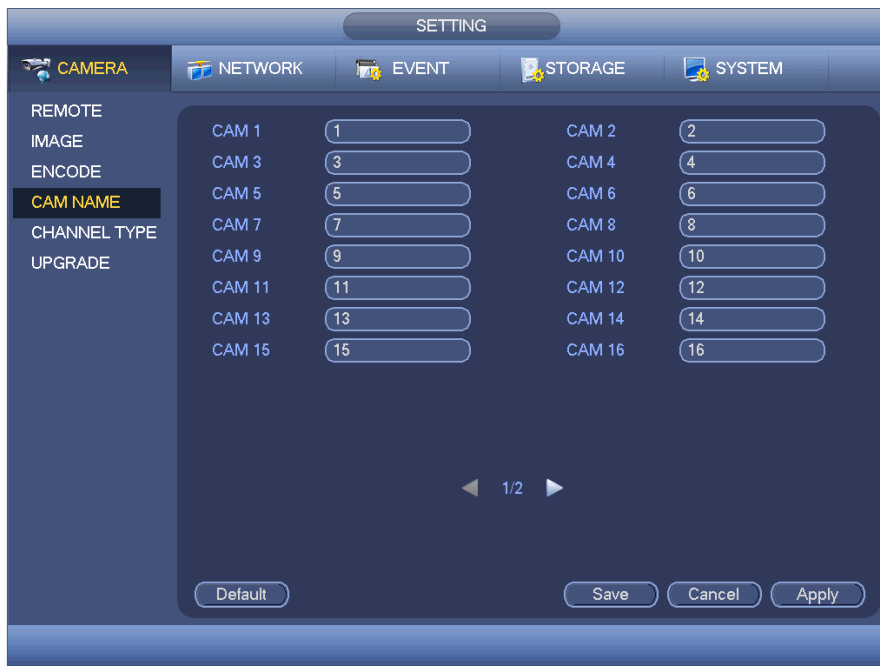 SETTING
CAMERA NETWORK EVENT STORAGE SYSTEM
REMOTE
IMAGE
ENCODE
CAM NAME
CHANNEL TYPE
UPGRADE
CAM 1 1 CAM 2 2
CAM 3 3 CAM 4 4
CAM 5 5 CAM 6 6
CAM 7 7 CAM 8 8
CAM 9 9 CAM 10 10
CAM 11 11 CAM 12 12
CAM 13 13 CAM 14 14
CAM 15 15 CAM 16 16
1/2
Default Save Cancel Apply